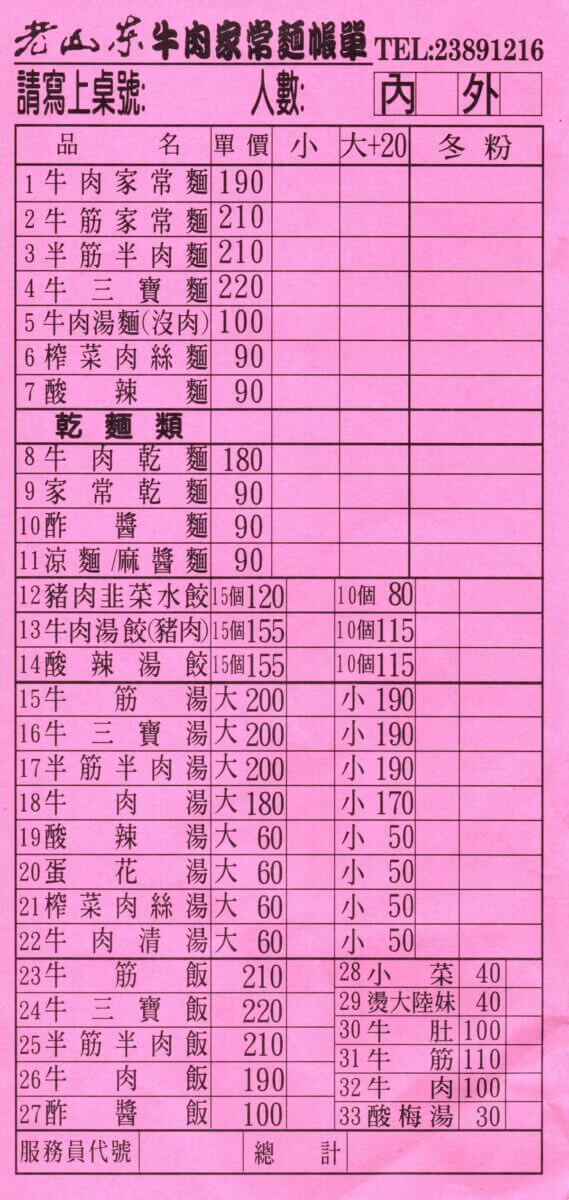 老山东牛肉家常麵帳單 TEL:23891216
請寫上桌號: 人數: 內 外
品名 單價 小 大+20 冬粉
1 牛肉家常麵 190
2 牛筋家常麵 210
3 半筋半肉麵 210
4 牛三寶麵 220
5 牛肉湯麵(沒肉) 100
6 榨菜肉絲麵 90
7 酸辣麵 90
乾麵類
8 牛肉乾麵 180
9 家常乾麵 90
10 酢醬麵 90
11 涼麵/麻醬麵 90
12 豬肉韭菜水餃 15個 120 10個 80
13 牛肉湯餃(豬肉) 15個 155 10個 115
14 酸辣湯餃 15個 155 10個 115
15 牛筋湯 大 200 小 190
16 牛三寶湯 大 200 小 190
17 半筋半肉湯 大 200 小 190
18 牛肉湯 大 180 小 170
19 酸辣湯 大 60 小 50
20 蛋花湯 大 60 小 50
21 榨菜肉絲湯 大 60 小 50
22 牛肉清湯 大 60 小 50
23 牛筋飯 210
24 牛三寶飯 220
25 半筋半肉飯 210
26 牛肉飯 190
27 酢醬飯 100
28 小菜 40
29 燙大陸妹 40
30 牛肚 100
31 牛筋 110
32 牛肉 100
33 酸梅湯 30
服務員代號 總計